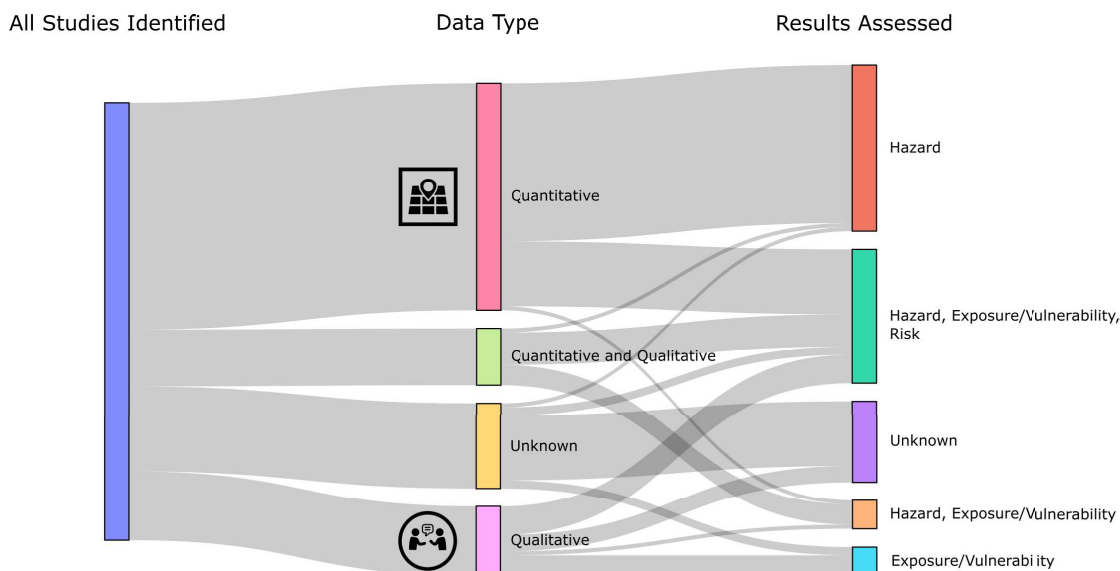 All Studies Identified
Data Type
Results Assessed
Hazard
Quantitative
Hazard, Exposure/Vulnerability,
Risk
Quantitative and Qualitative
Unknown
Unknown
Hazard, Exposure/Vulnerability
Qualitative
Exposure/Vulnerability